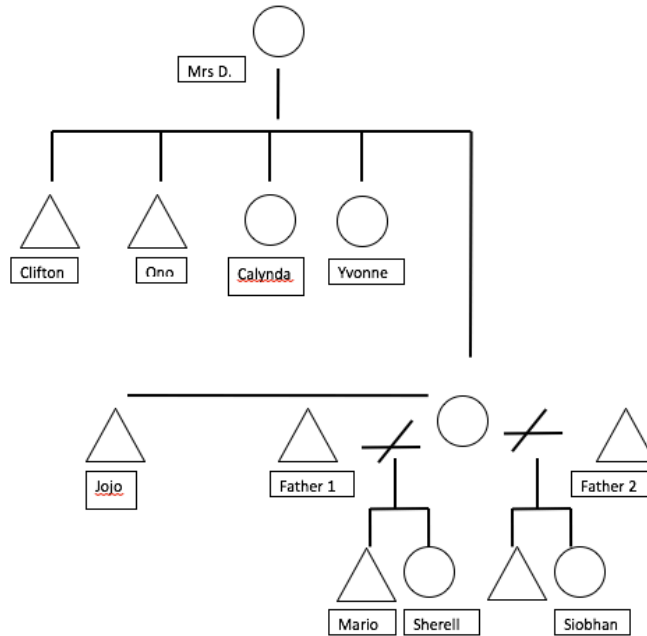 Mrs D.
Clifton
Ono
Calynda
Yvonne
Jojo
Father 1
Father 2
Mario
Sherell
Siobhan